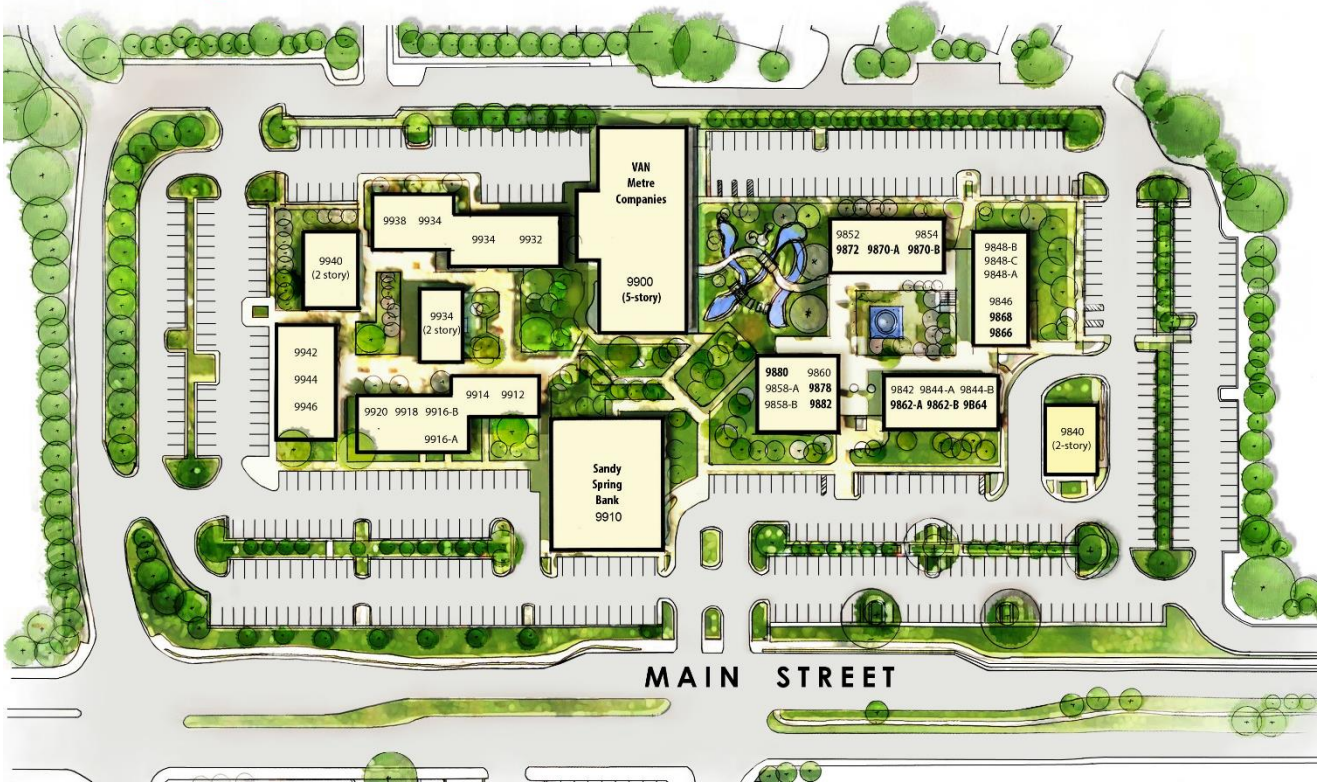 VAN
Metre
Companies
9900
(5-story)
9938 9934
9934 9932
9940
(2 story)
9934
(2 story)
9942
9944
9946
9914 9912
9920 9918 9916-B
9916-A
Sandy
Spring
Bank
9910
9852 9854
9872 9870-A 9870-B
9848-B
9848-C
9848-A
9846
9868
9866
9880 9860
9858-A 9878
9858-B 9882
9842 9844-A 9844-B
9862-A 9862-B 9B64
9840
(2-story)
MAIN STREET